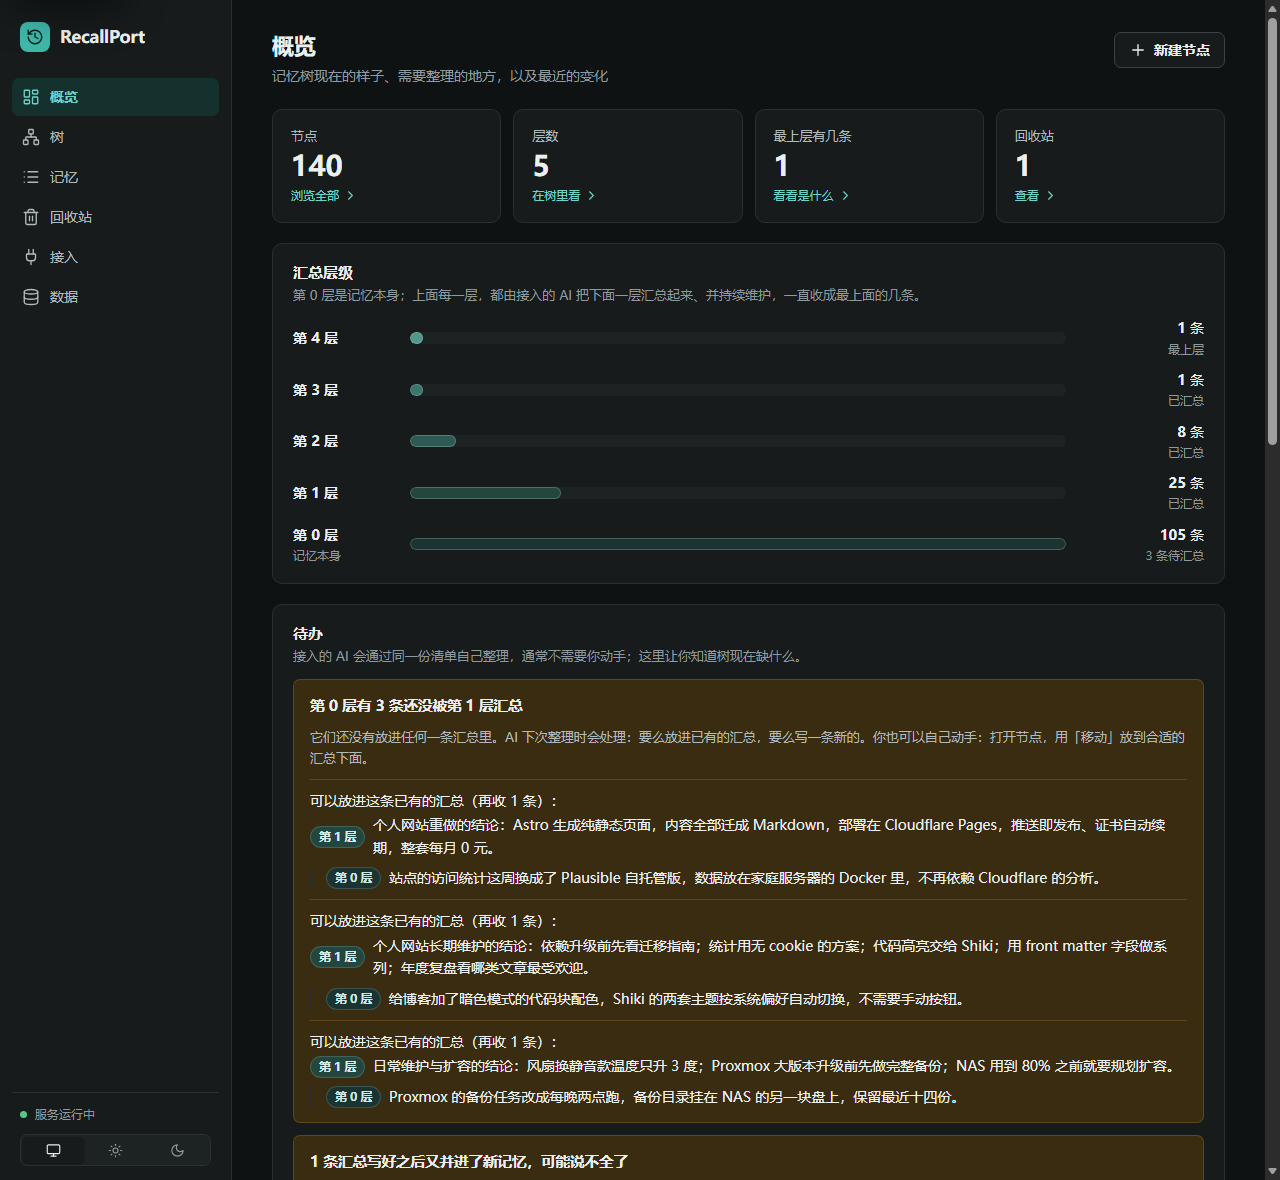 RecallPort
概览
树
记忆
回收站
接入
数据
服务运行中
概览
记忆树现在的样子、需要整理的地方，以及最近的变化
新建节点
节点
140
浏览全部
层数
5
在树里看
最上层有几条
1
看看是什么
回收站
1
查看
汇总层级
第 0 层是记忆本身；上面每一层，都由接入的 AI 把下面一层汇总起来、并持续维护，一直收成最上面的几条。
第 4 层
1 条
最上层
第 3 层
1 条
已汇总
第 2 层
8 条
已汇总
第 1 层
25 条
已汇总
第 0 层
记忆本身
105 条
3 条待汇总
待办
接入的 AI 会通过同一份清单自己整理，通常不需要你动手；这里让你知道树现在缺什么。
第 0 层有 3 条还没被第 1 层汇总
它们还没有放进任何一条汇总里。AI 下次整理时会处理：要么放进已有的汇总，要么写一条新的。你也可以自己动手：打开节点，用「移动」放到合适的
汇总下面。
可以放进这条已有的汇总（再收 1 条）：
第 1 层
个人网站重做的结论：Astro 生成纯静态页面，内容全部迁成 Markdown，部署在 Cloudflare Pages，推送即发布、证书自动续
期，整套每月 0 元。
第 0 层
站点的访问统计这周换成了 Plausible 自托管版，数据放在家庭服务器的 Docker 里，不再依赖 Cloudflare 的分析。
可以放进这条已有的汇总（再收 1 条）：
第 1 层
个人网站长期维护的结论：依赖升级前先看迁移指南；统计用无 cookie 的方案；代码高亮交给 Shiki；用 front matter 字段做系
列；年度复盘看哪类文章最受欢迎。
第 0 层
给博客加了暗色模式的代码块配色，Shiki 的两套主题按系统偏好自动切换，不需要手动按钮。
可以放进这条已有的汇总（再收 1 条）：
第 1 层
日常维护与扩容的结论：风扇换静音款温度只升 3 度；Proxmox 大版本升级前先做完整备份；NAS 用到 80% 之前就要规划扩容。
第 0 层
Proxmox 的备份任务改成每晚两点跑，备份目录挂在 NAS 的另一块盘上，保留最近十四份。
1 条汇总写好之后又并进了新记忆，可能说不全了